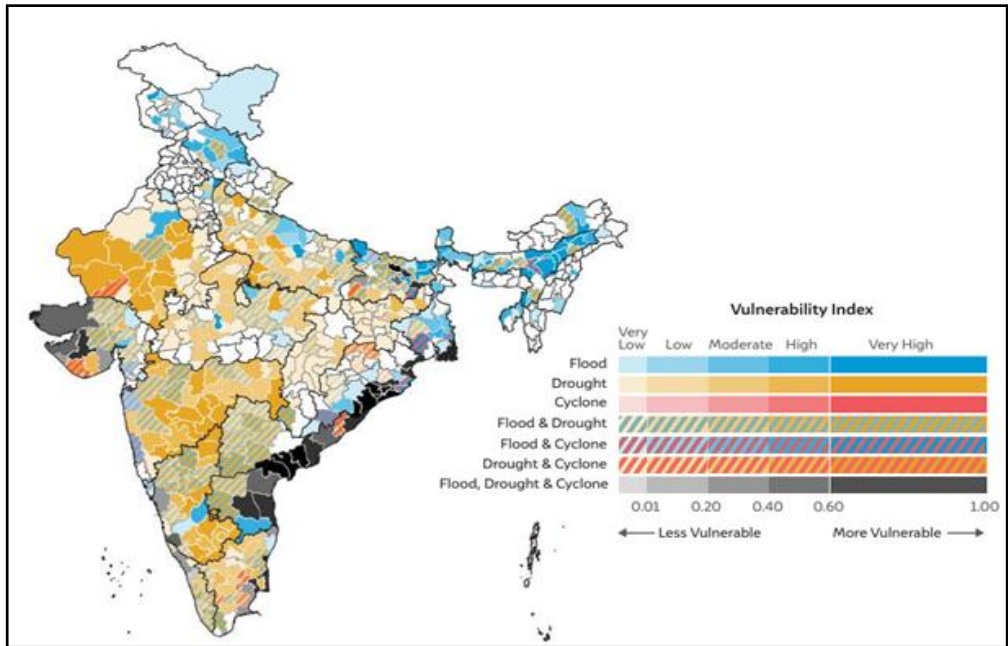 Vulnerability Index
Very Low Low Moderate High Very High
Flood
Drought
Cyclone
Flood & Drought
Flood & Cyclone
Drought & Cyclone
Flood, Drought & Cyclone
0.01 0.20 0.40 0.60 1.00
Less Vulnerable More Vulnerable